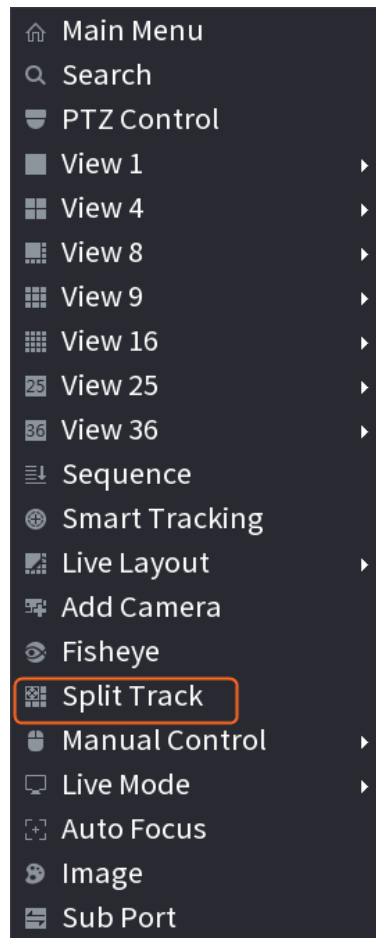 Main Menu
Search
PTZ Control
View 1
View 4
View 8
View 9
View 16
25 View 25
36 View 36
Sequence
Smart Tracking
Live Layout
Add Camera
Fisheye
Split Track
Manual Control
Live Mode
Auto Focus
Image
Sub Port